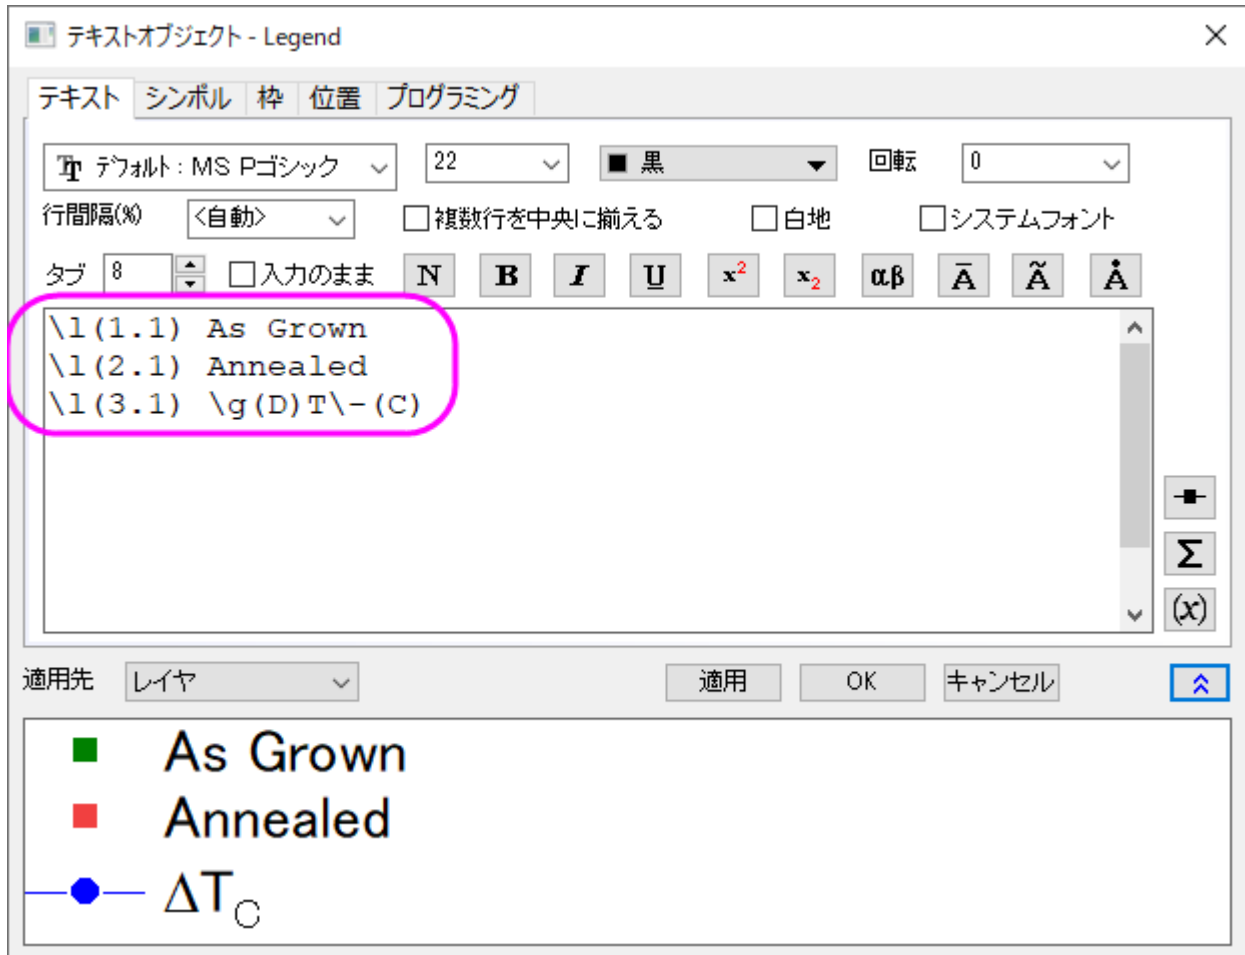 テキストオブジェクト - Legend
テキスト シンボル 枠 位置 プログラミング
デフォルト : MS Pゴシック 22 黒 回転 0
行間隔(%) <自動> 複数行を中央に揃える 白地 システムフォント
タブ 8 入力のまま N B I U x² x₂ αβ Ā Ã Å
\l(1.1) As Grown
\l(2.1) Annealed
\l(3.1) \g(D)T\-(C)
Σ
(x)
適用先 レイヤ 適用 OK キャンセル
As Grown
Annealed
ΔTC